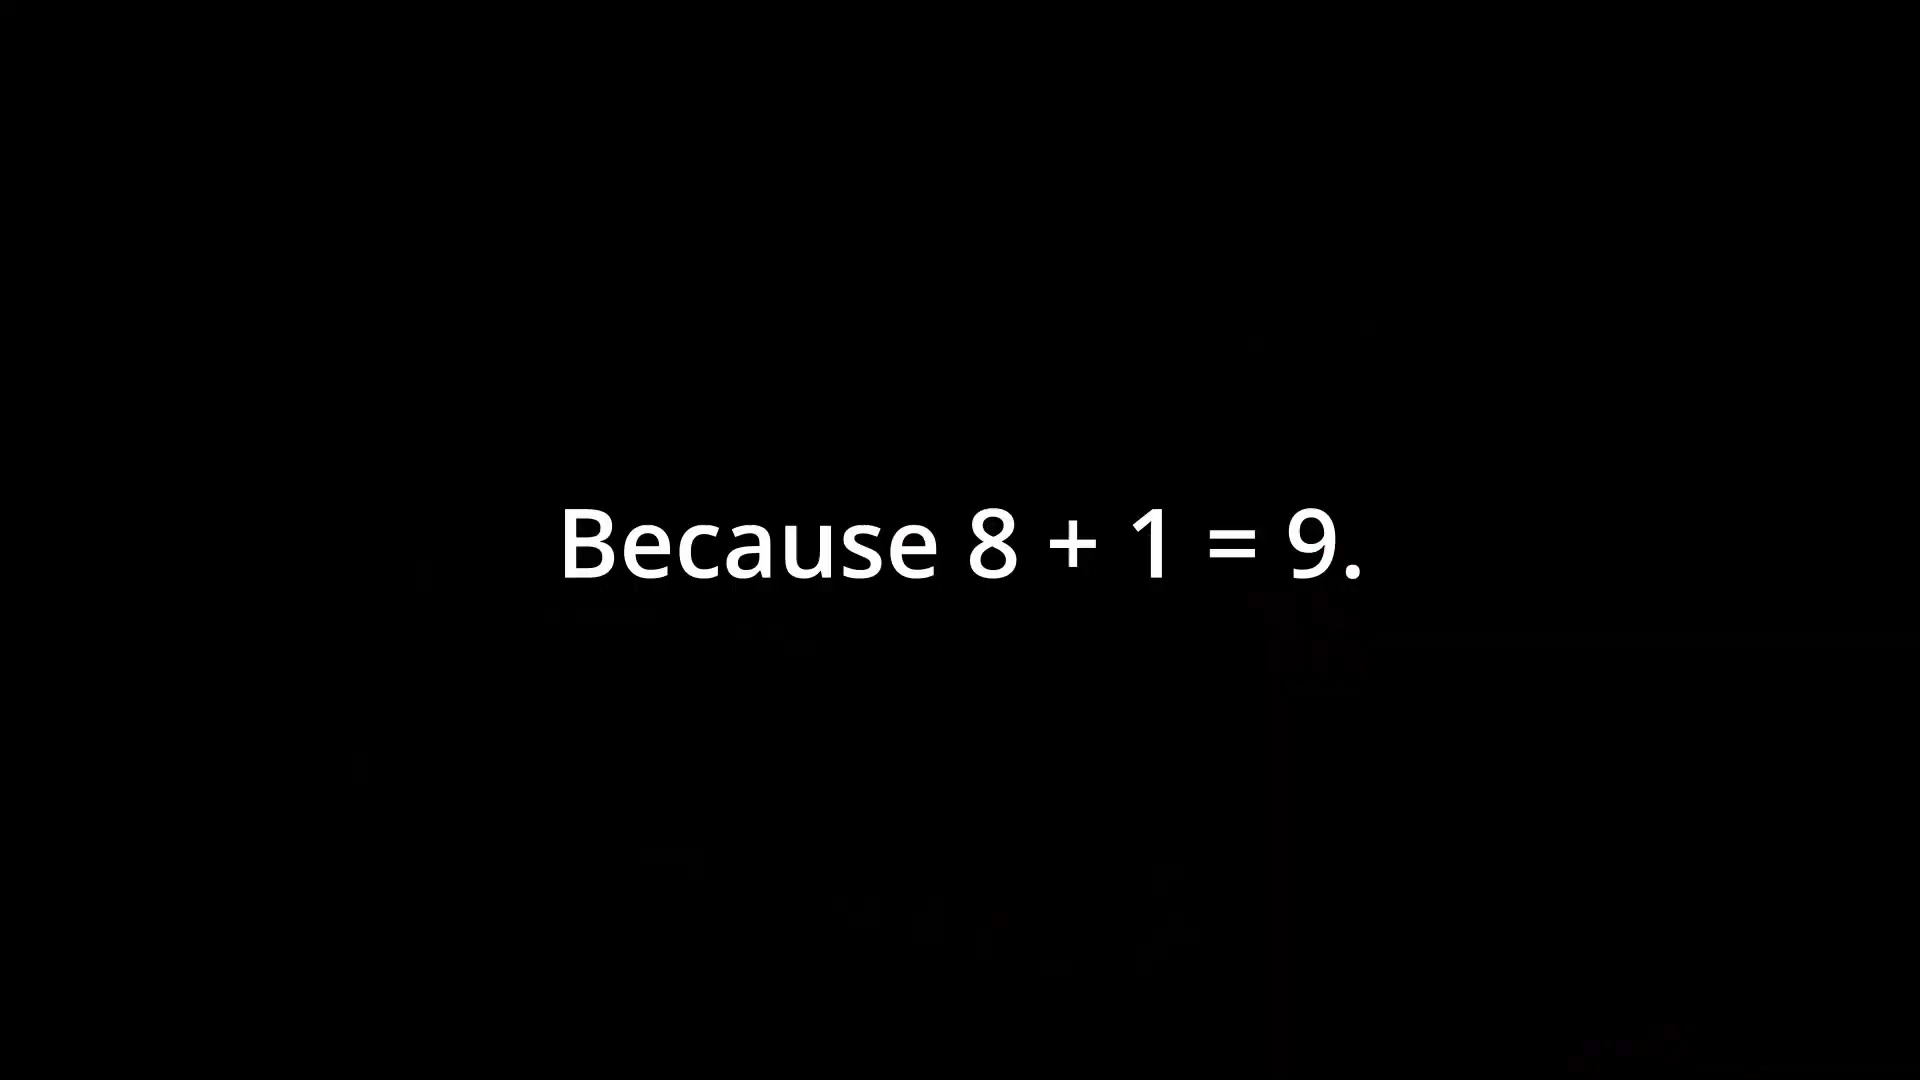 Because 8 + 1 = 9.